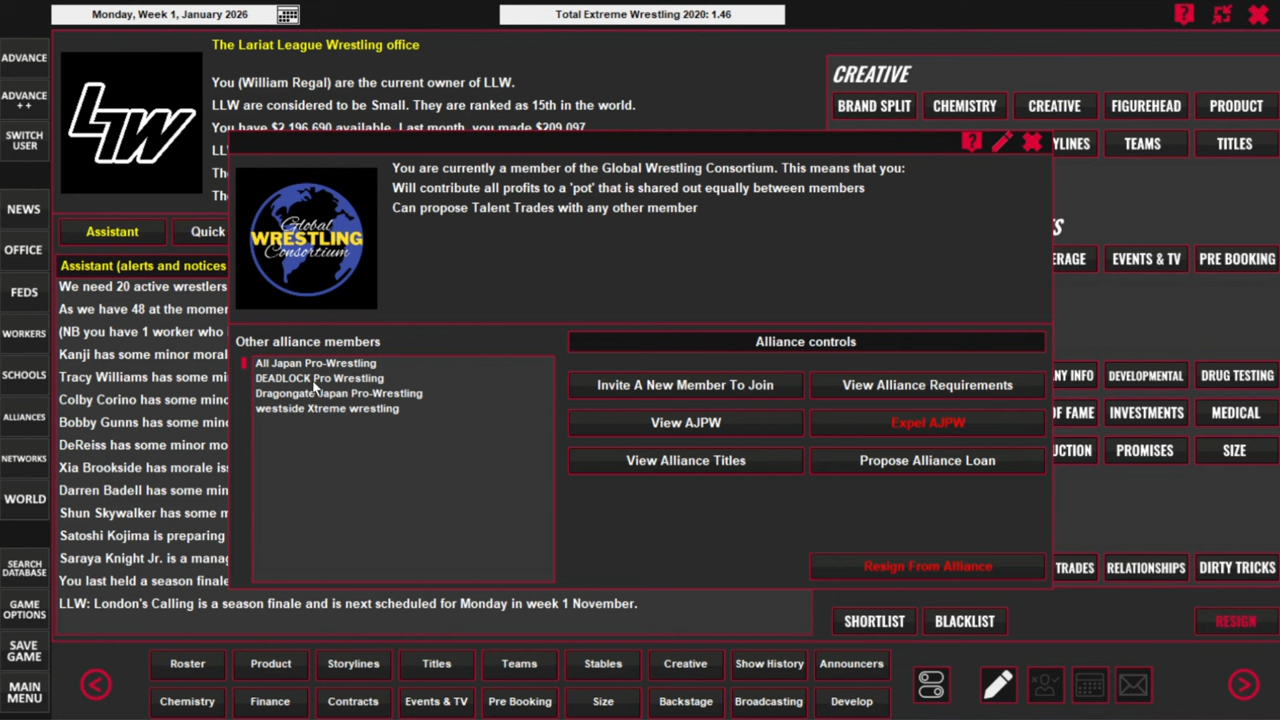 Monday, Week 1, January 2026
Total Extreme Wrestling 2020: 1.46
ADVANCE
ADVANCE
++
SWITCH
USER
NEWS
OFFICE
FEDS
WORKERS
SCHOOLS
ALLIANCES
NETWORKS
WORLD
SEARCH
DATABASE
GAME
OPTIONS
SAVE
GAME
MAIN
MENU
The Lariat League Wrestling office
LLW
You (William Regal) are the current owner of LLW.
LLW are considered to be Small. They are ranked as 15th in the world.
You have $2,196,690 available. Last month, you made $209,097
CREATIVE
BRAND SPLIT
CHEMISTRY
CREATIVE
FIGUREHEAD
PRODUCT
YLINES
TEAMS
TITLES
You are currently a member of the Global Wrestling Consortium. This means that you:
Will contribute all profits to a 'pot' that is shared out equally between members
Can propose Talent Trades with any other member
Global
WRESTLING
Consortium
Other alliance members
All Japan Pro-Wrestling
DEADLOCK Pro Wrestling
Dragongate Japan Pro-Wrestling
westside Xtreme wrestling
Alliance controls
Invite A New Member To Join
View Alliance Requirements
View AJPW
Expel AJPW
View Alliance Titles
Propose Alliance Loan
Resign From Alliance
Assistant
Quick
Assistant (alerts and notices
We need 20 active wrestlers
As we have 48 at the momen
(NB you have 1 worker who
Kanji has some minor moral
Tracy Williams has some mi
Colby Corino has some mino
Bobby Gunns has some mino
DeReiss has some minor mo
Xia Brookside has morale iss
Darren Badell has some min
Shun Skywalker has some m
Satoshi Kojima is preparing
Saraya Knight Jr. is a manag
You last held a season finale
LLW: London's Calling is a season finale and is next scheduled for Monday in week 1 November.
ERAGE
EVENTS & TV
PRE BOOKING
NY INFO
DEVELOPMENTAL
DRUG TESTING
OF FAME
INVESTMENTS
MEDICAL
UCTION
PROMISES
SIZE
TRADES
RELATIONSHIPS
DIRTY TRICKS
SHORTLIST
BLACKLIST
RESIGN
Roster
Product
Storylines
Titles
Teams
Stables
Creative
Show History
Announcers
Chemistry
Finance
Contracts
Events & TV
Pre Booking
Size
Backstage
Broadcasting
Develop